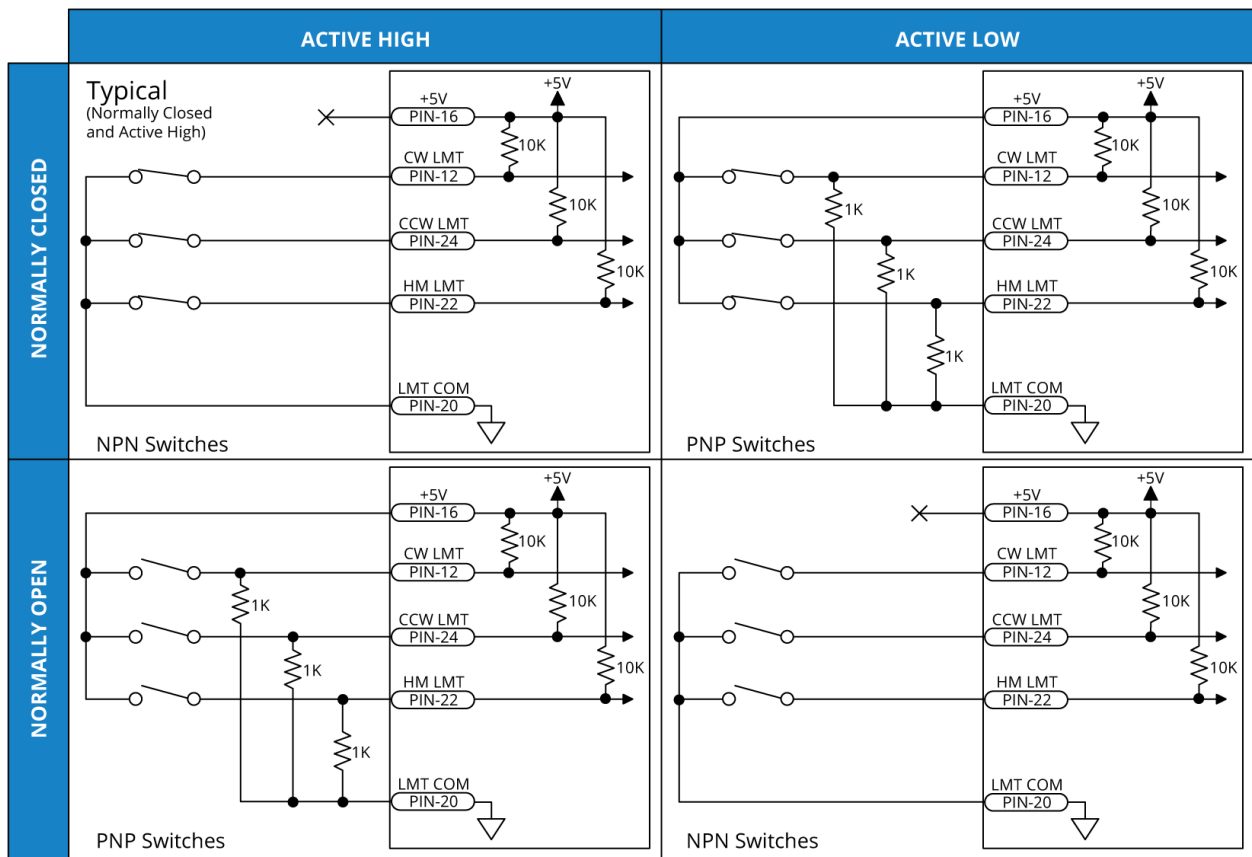 ACTIVE HIGH
ACTIVE LOW
NORMALLY CLOSED
Typical
(Normally Closed
and Active High)
+5V
+5V
PIN-16
10K
CW LMT
PIN-12
10K
CCW LMT
PIN-24
10K
HM LMT
PIN-22
LMT COM
PIN-20
NPN Switches
+5V
+5V
PIN-16
10K
CW LMT
PIN-12
1K
10K
CCW LMT
PIN-24
1K
10K
HM LMT
PIN-22
1K
LMT COM
PIN-20
PNP Switches
NORMALLY OPEN
+5V
+5V
PIN-16
10K
CW LMT
PIN-12
1K
10K
CCW LMT
PIN-24
1K
10K
HM LMT
PIN-22
1K
LMT COM
PIN-20
PNP Switches
+5V
+5V
PIN-16
10K
CW LMT
PIN-12
10K
CCW LMT
PIN-24
10K
HM LMT
PIN-22
LMT COM
PIN-20
NPN Switches